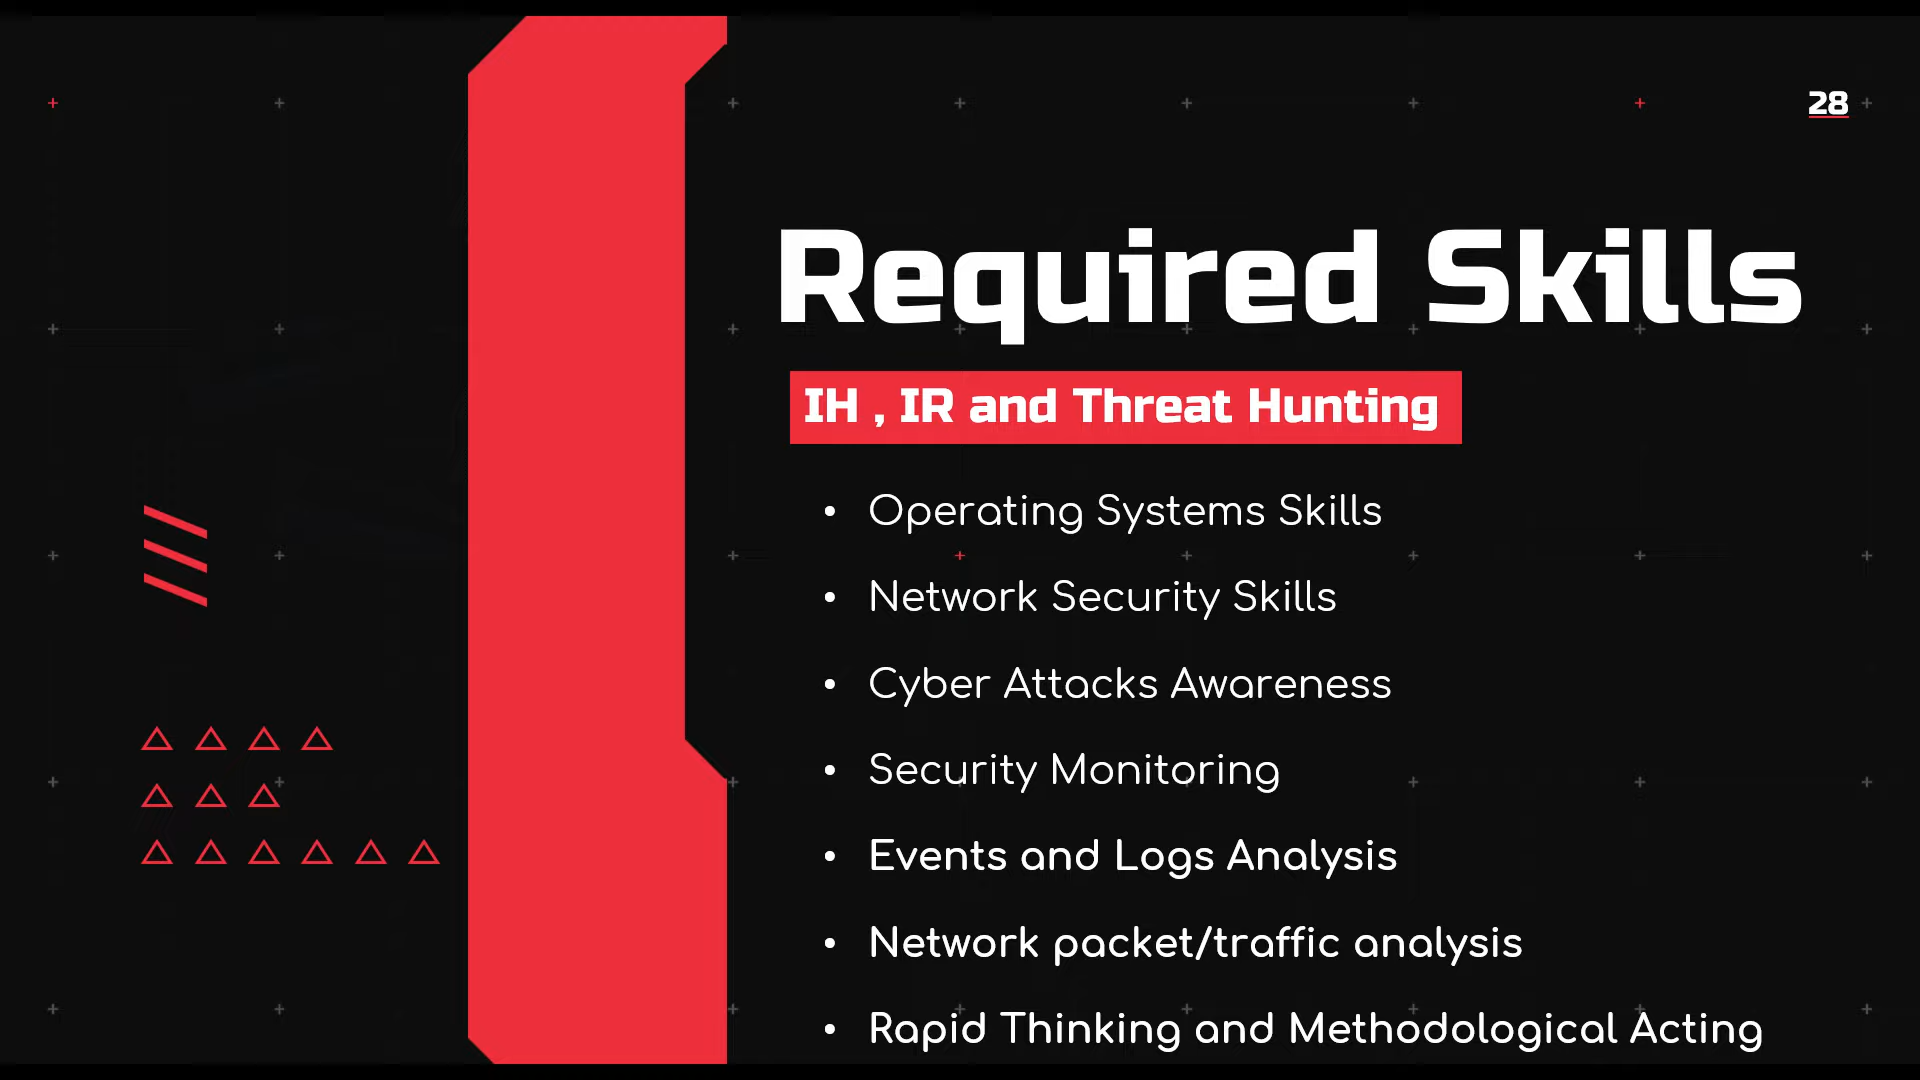 28
Required Skills
IH , IR and Threat Hunting
• Operating Systems Skills
• Network Security Skills
• Cyber Attacks Awareness
• Security Monitoring
• Events and Logs Analysis
• Network packet/traffic analysis
• Rapid Thinking and Methodological Acting